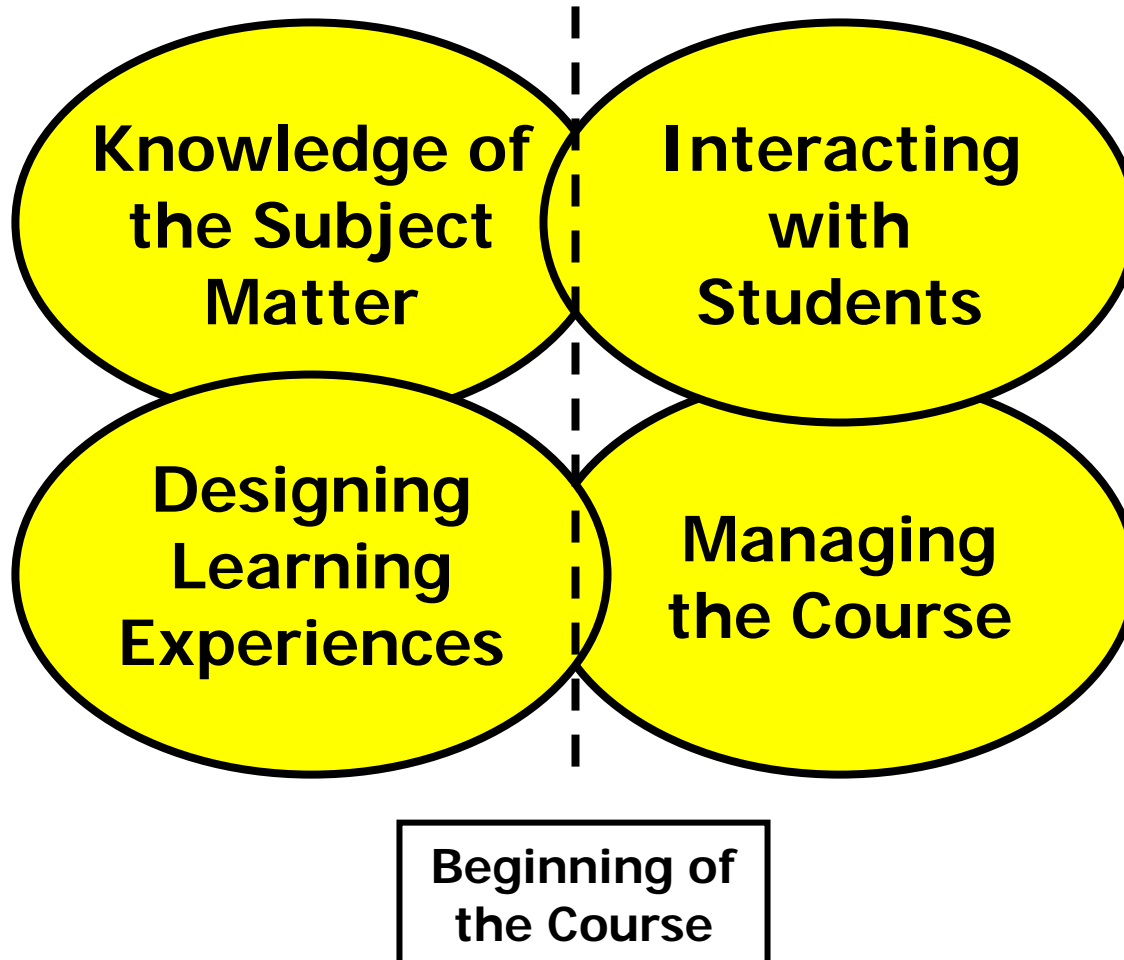 Knowledge of
the Subject
Matter
Interacting
with
Students
Designing
Learning
Experiences
Managing
the Course
Beginning of
the Course